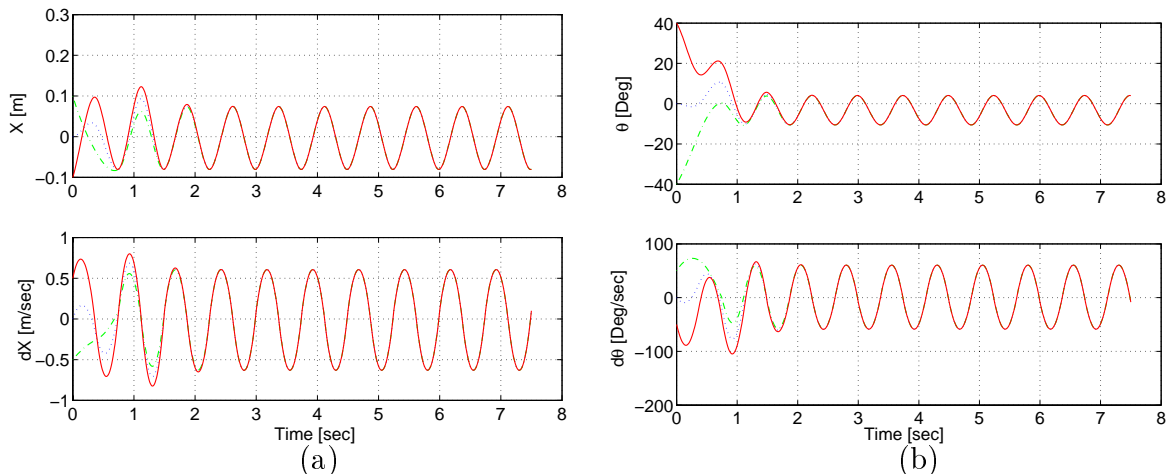 0.3
0.2
0.1
0
−0.1
X [m]
0 1 2 3 4 5 6 7 8
1
0.5
0
−0.5
−1
dX [m/sec]
0 1 2 3 4 5 6 7 8
Time [sec]
(a)
40
20
0
−20
−40
θ [Deg]
0 1 2 3 4 5 6 7 8
100
0
−100
−200
dθ [Deg/sec]
0 1 2 3 4 5 6 7 8
Time [sec]
(b)